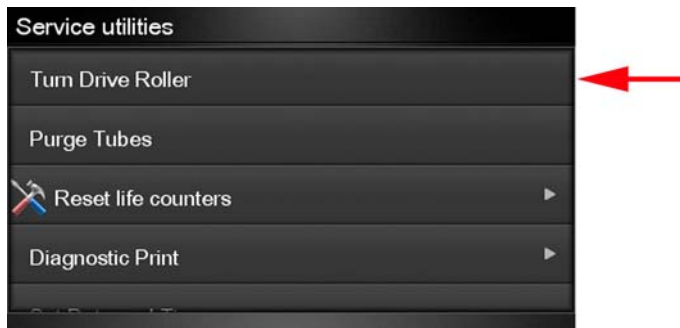 Service utilities
Turn Drive Roller
Purge Tubes
Reset life counters
Diagnostic Print